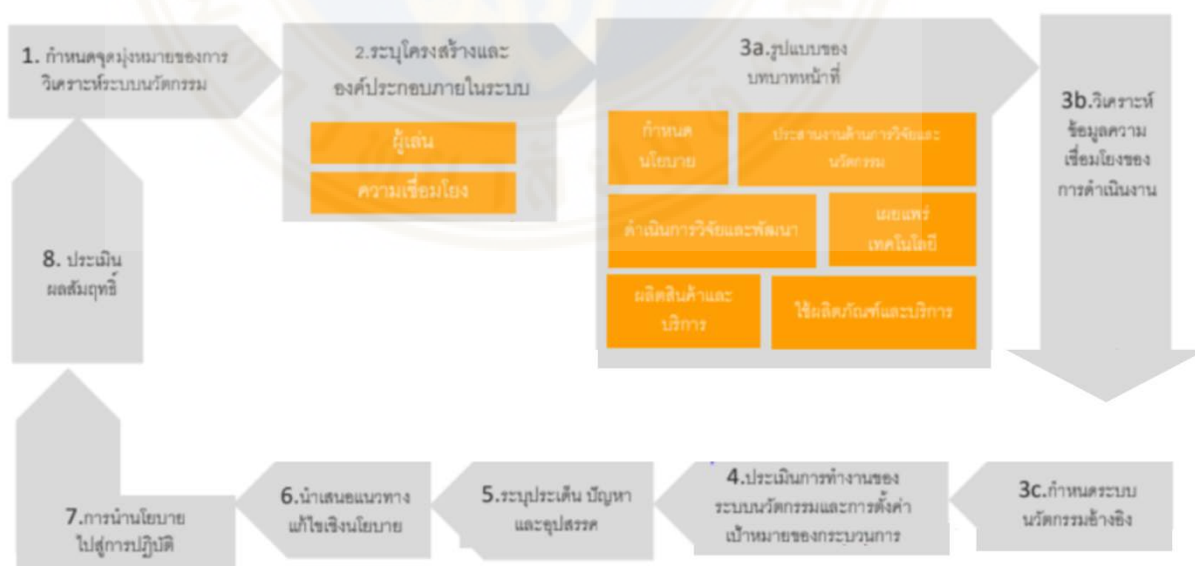 1. กำหนดจุดมุ่งหมายของการ
วิเคราะห์ระบบนวัตกรรม
2.ระบุโครงสร้างและ
องค์ประกอบภายในระบบ
ผู้เล่น
ความเชื่อมโยง
3a.รูปแบบของ
บทบาทหน้าที่
กำหนด
นโยบาย
ประสานงานด้านการวิจัยและ
นวัตกรรม
ดำเนินการวิจัยและพัฒนา
เผยแพร่
เทคโนโลยี
ผลิตสินค้าและ
บริการ
ใช้ผลิตภัณฑ์และบริการ
3b.วิเคราะห์
ข้อมูลความ
เชื่อมโยงของ
การดำเนินงาน
3c.กำหนดระบบ
นวัตกรรมอ้างอิง
4.ประเมินการทำงานของ
ระบบนวัตกรรมและการตั้งค่า
เป้าหมายของกระบวนการ
5.ระบุประเด็น ปัญหา
และอุปสรรค
6.นำเสนอแนวทาง
แก้ไขเชิงนโยบาย
7.การนำนโยบาย
ไปสู่การปฏิบัติ
8. ประเมิน
ผลสัมฤทธิ์